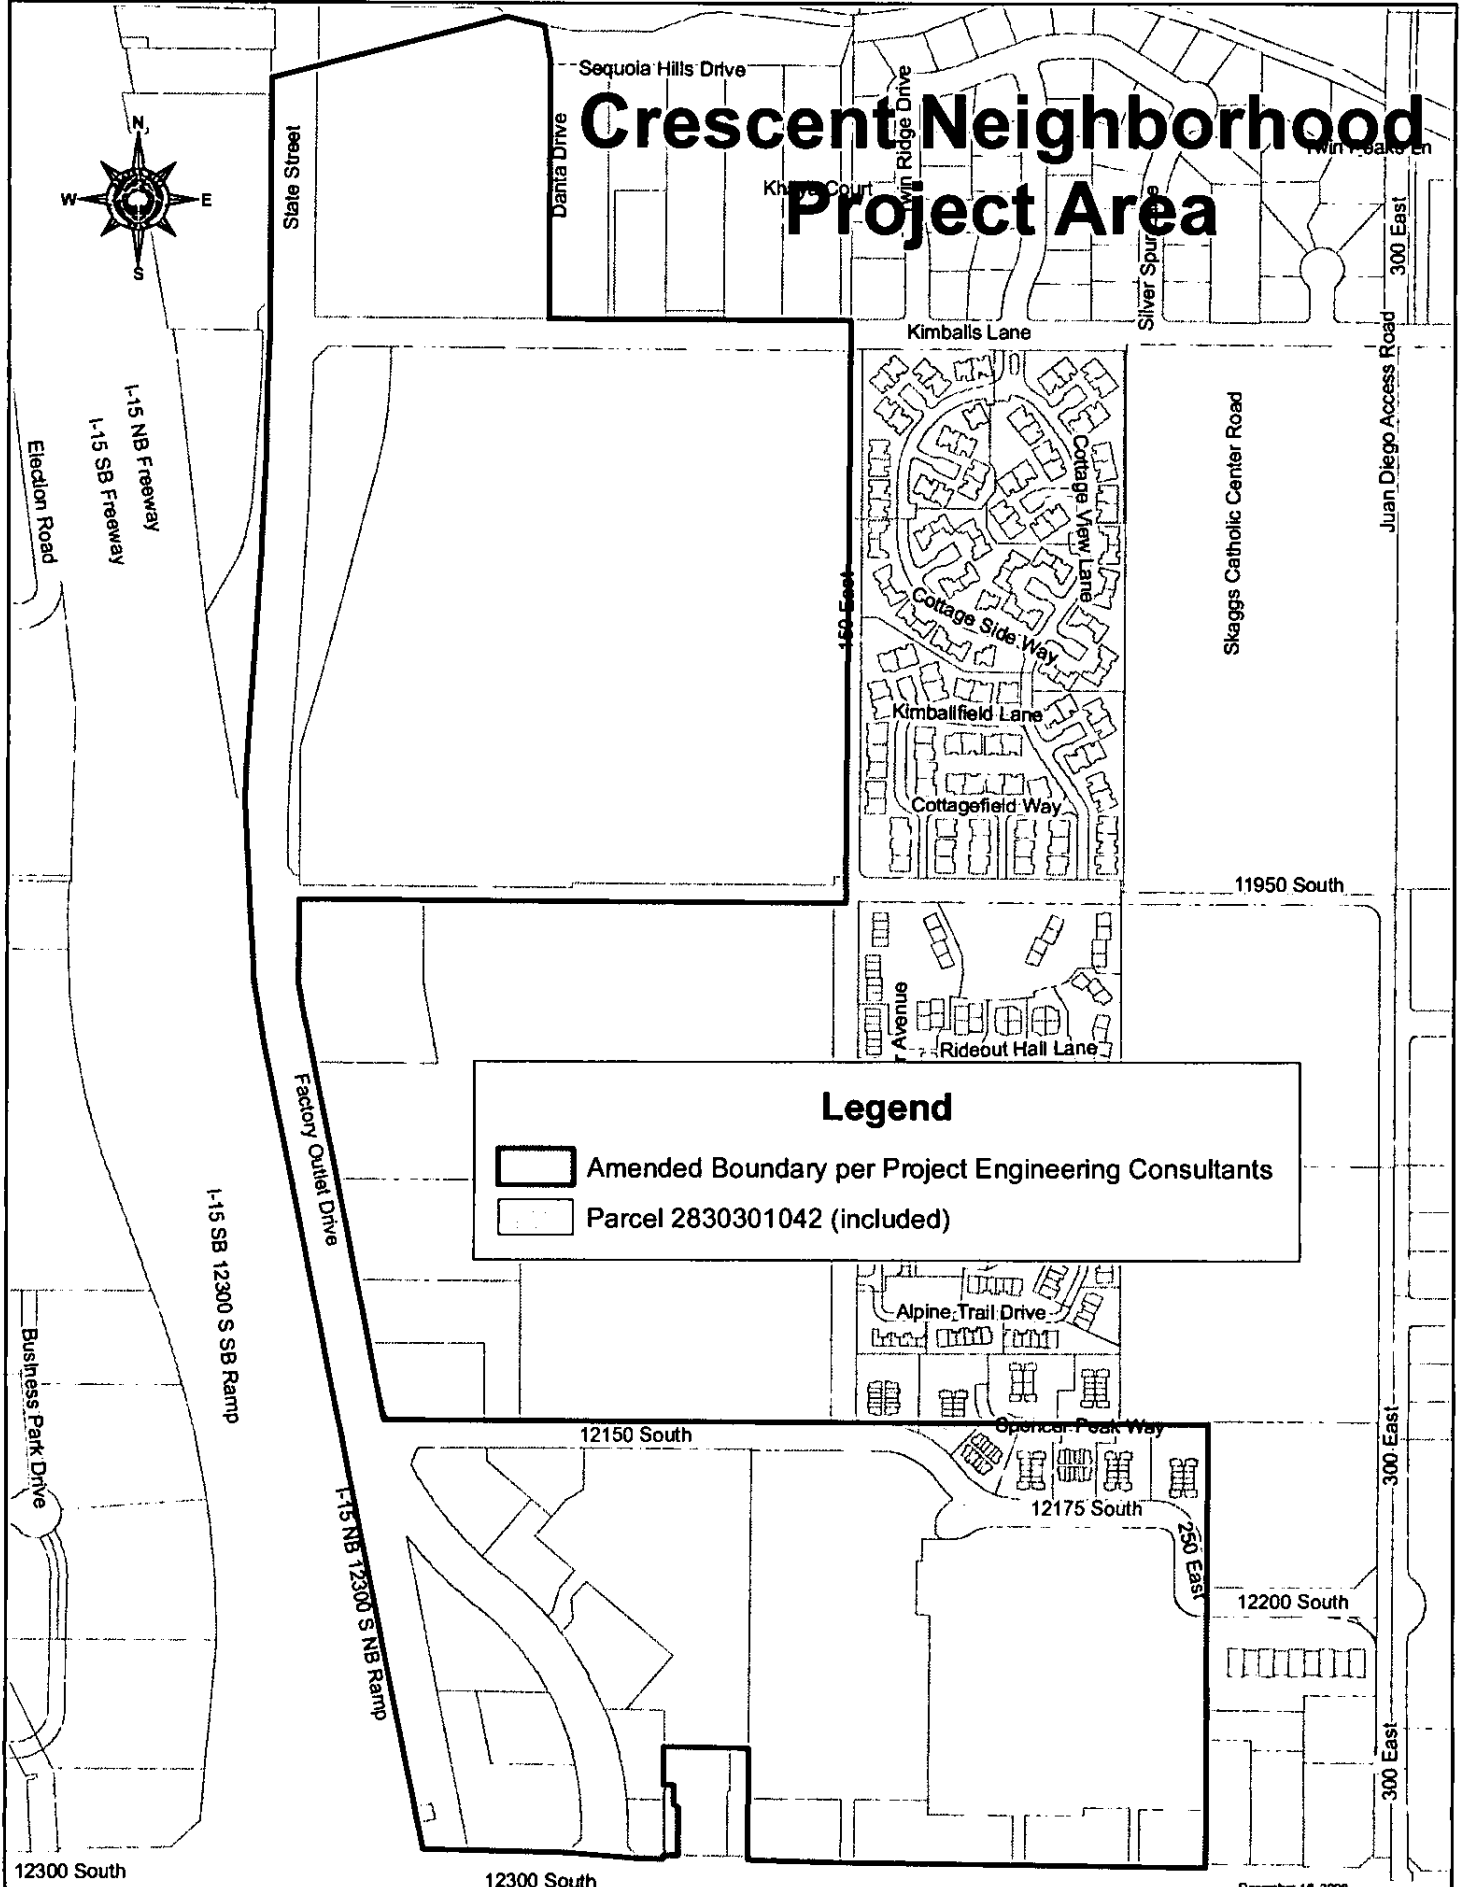 Sequoia Hills Drive
Crescent Neighborhood
Project Area
Twin Ridge Drive
N
W
E
S
State Street
Danta Drive
Court
300 East
Kimballs Lane
Juan Diego Access Road
I-15 NB Freeway
I-15 SB Freeway
Election Road
Cottage View Lane
Skaggs Catholic Center Road
150 East
Cottage Side Way
Kimballfield Lane
Cottagefield Way
11950 South
r Avenue
Rideout Hall Lane
Factory Outlet Drive
Legend
Amended Boundary per Project Engineering Consultants
Parcel 2830301042 (included)
I-15 SB 12300 S SB Ramp
Alpine Trail Drive
Business Park Drive
12150 South
Spencer Peak Way
300 East
I-15 NB 12300 S NB Ramp
12175 South
250 East
12200 South
300 East
12300 South
12300 South